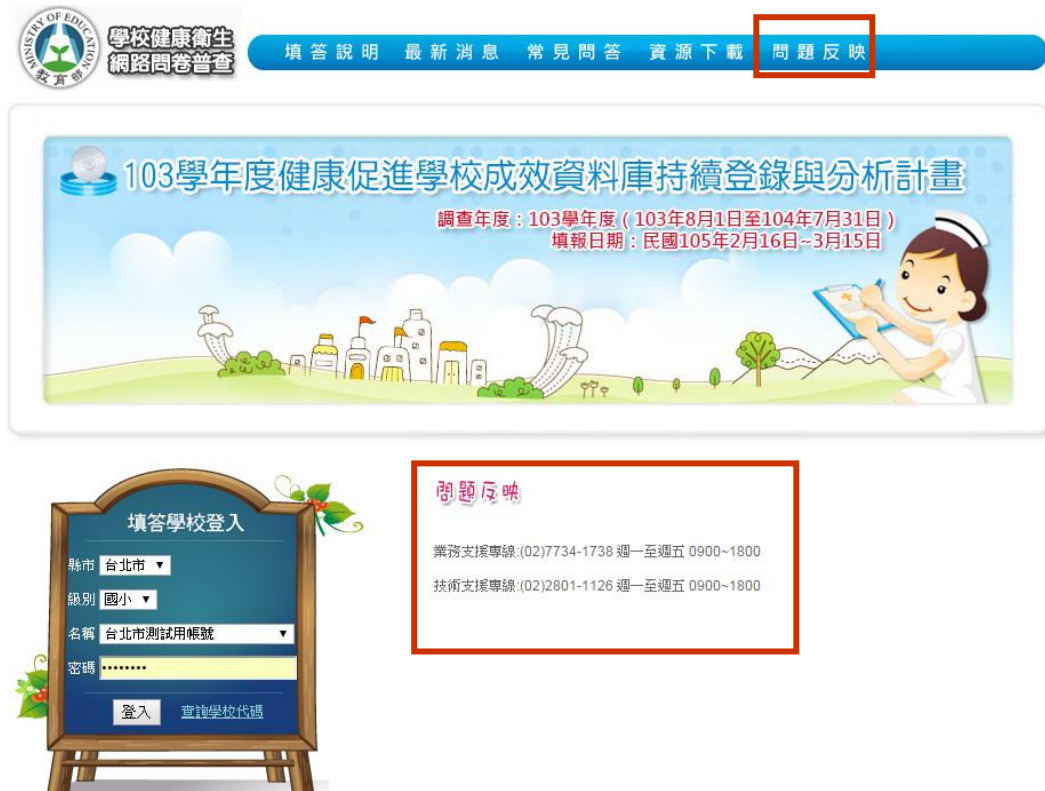 MINISTRY OF EDUCATION
教育部
學校健康衛生
網路問卷普查
填答說明 最新消息 常見問答 資源下載 問題反映
103學年度健康促進學校成效資料庫持續登錄與分析計畫
調查年度：103學年度（103年8月1日至104年7月31日）
填報日期：民國105年2月16日~3月15日
填答學校登入
縣市 台北市
級別 國小
名稱 台北市測試用帳號
密碼 ••••••••
登入 查詢學校代碼
問題反映
業務支援專線:(02)7734-1738 週一至週五 0900~1800
技術支援專線:(02)2801-1126 週一至週五 0900~1800